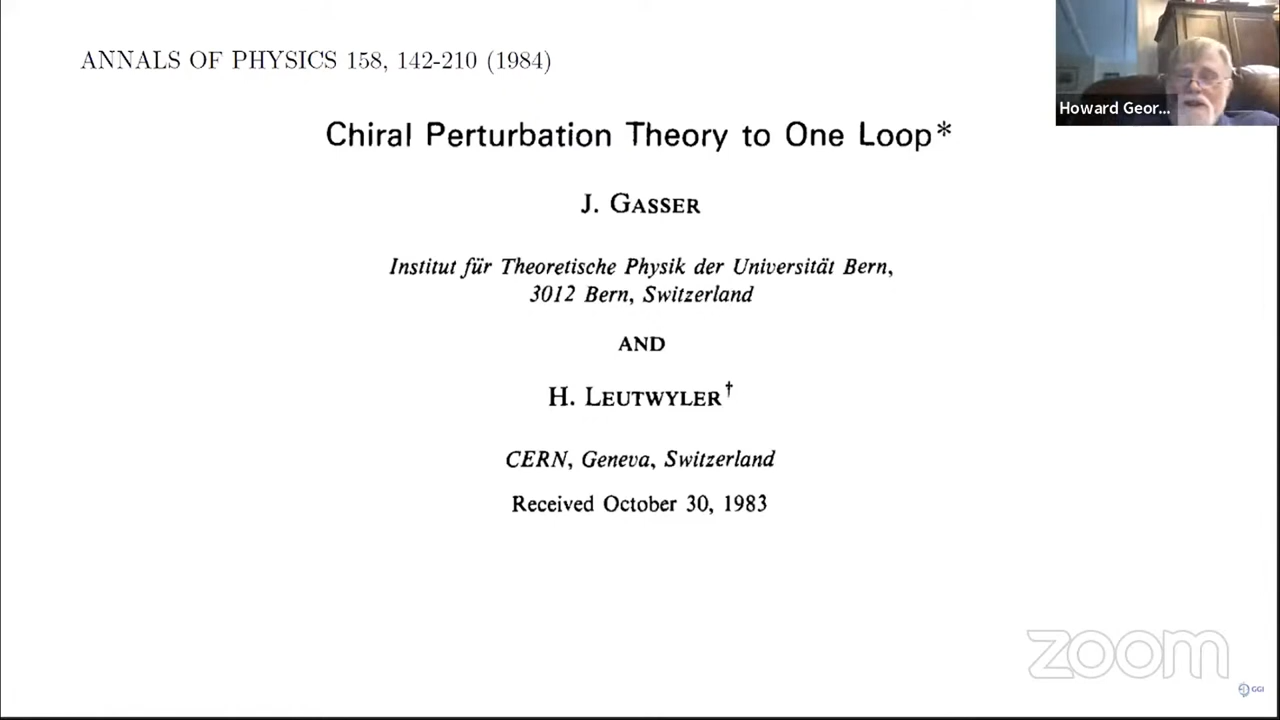 ANNALS OF PHYSICS 158, 142-210 (1984)
Howard Geor...
Chiral Perturbation Theory to One Loop*
J. GASSER
Institut für Theoretische Physik der Universität Bern,
3012 Bern, Switzerland
AND
H. LEUTWYLER†
CERN, Geneva, Switzerland
Received October 30, 1983
zoom
GGI